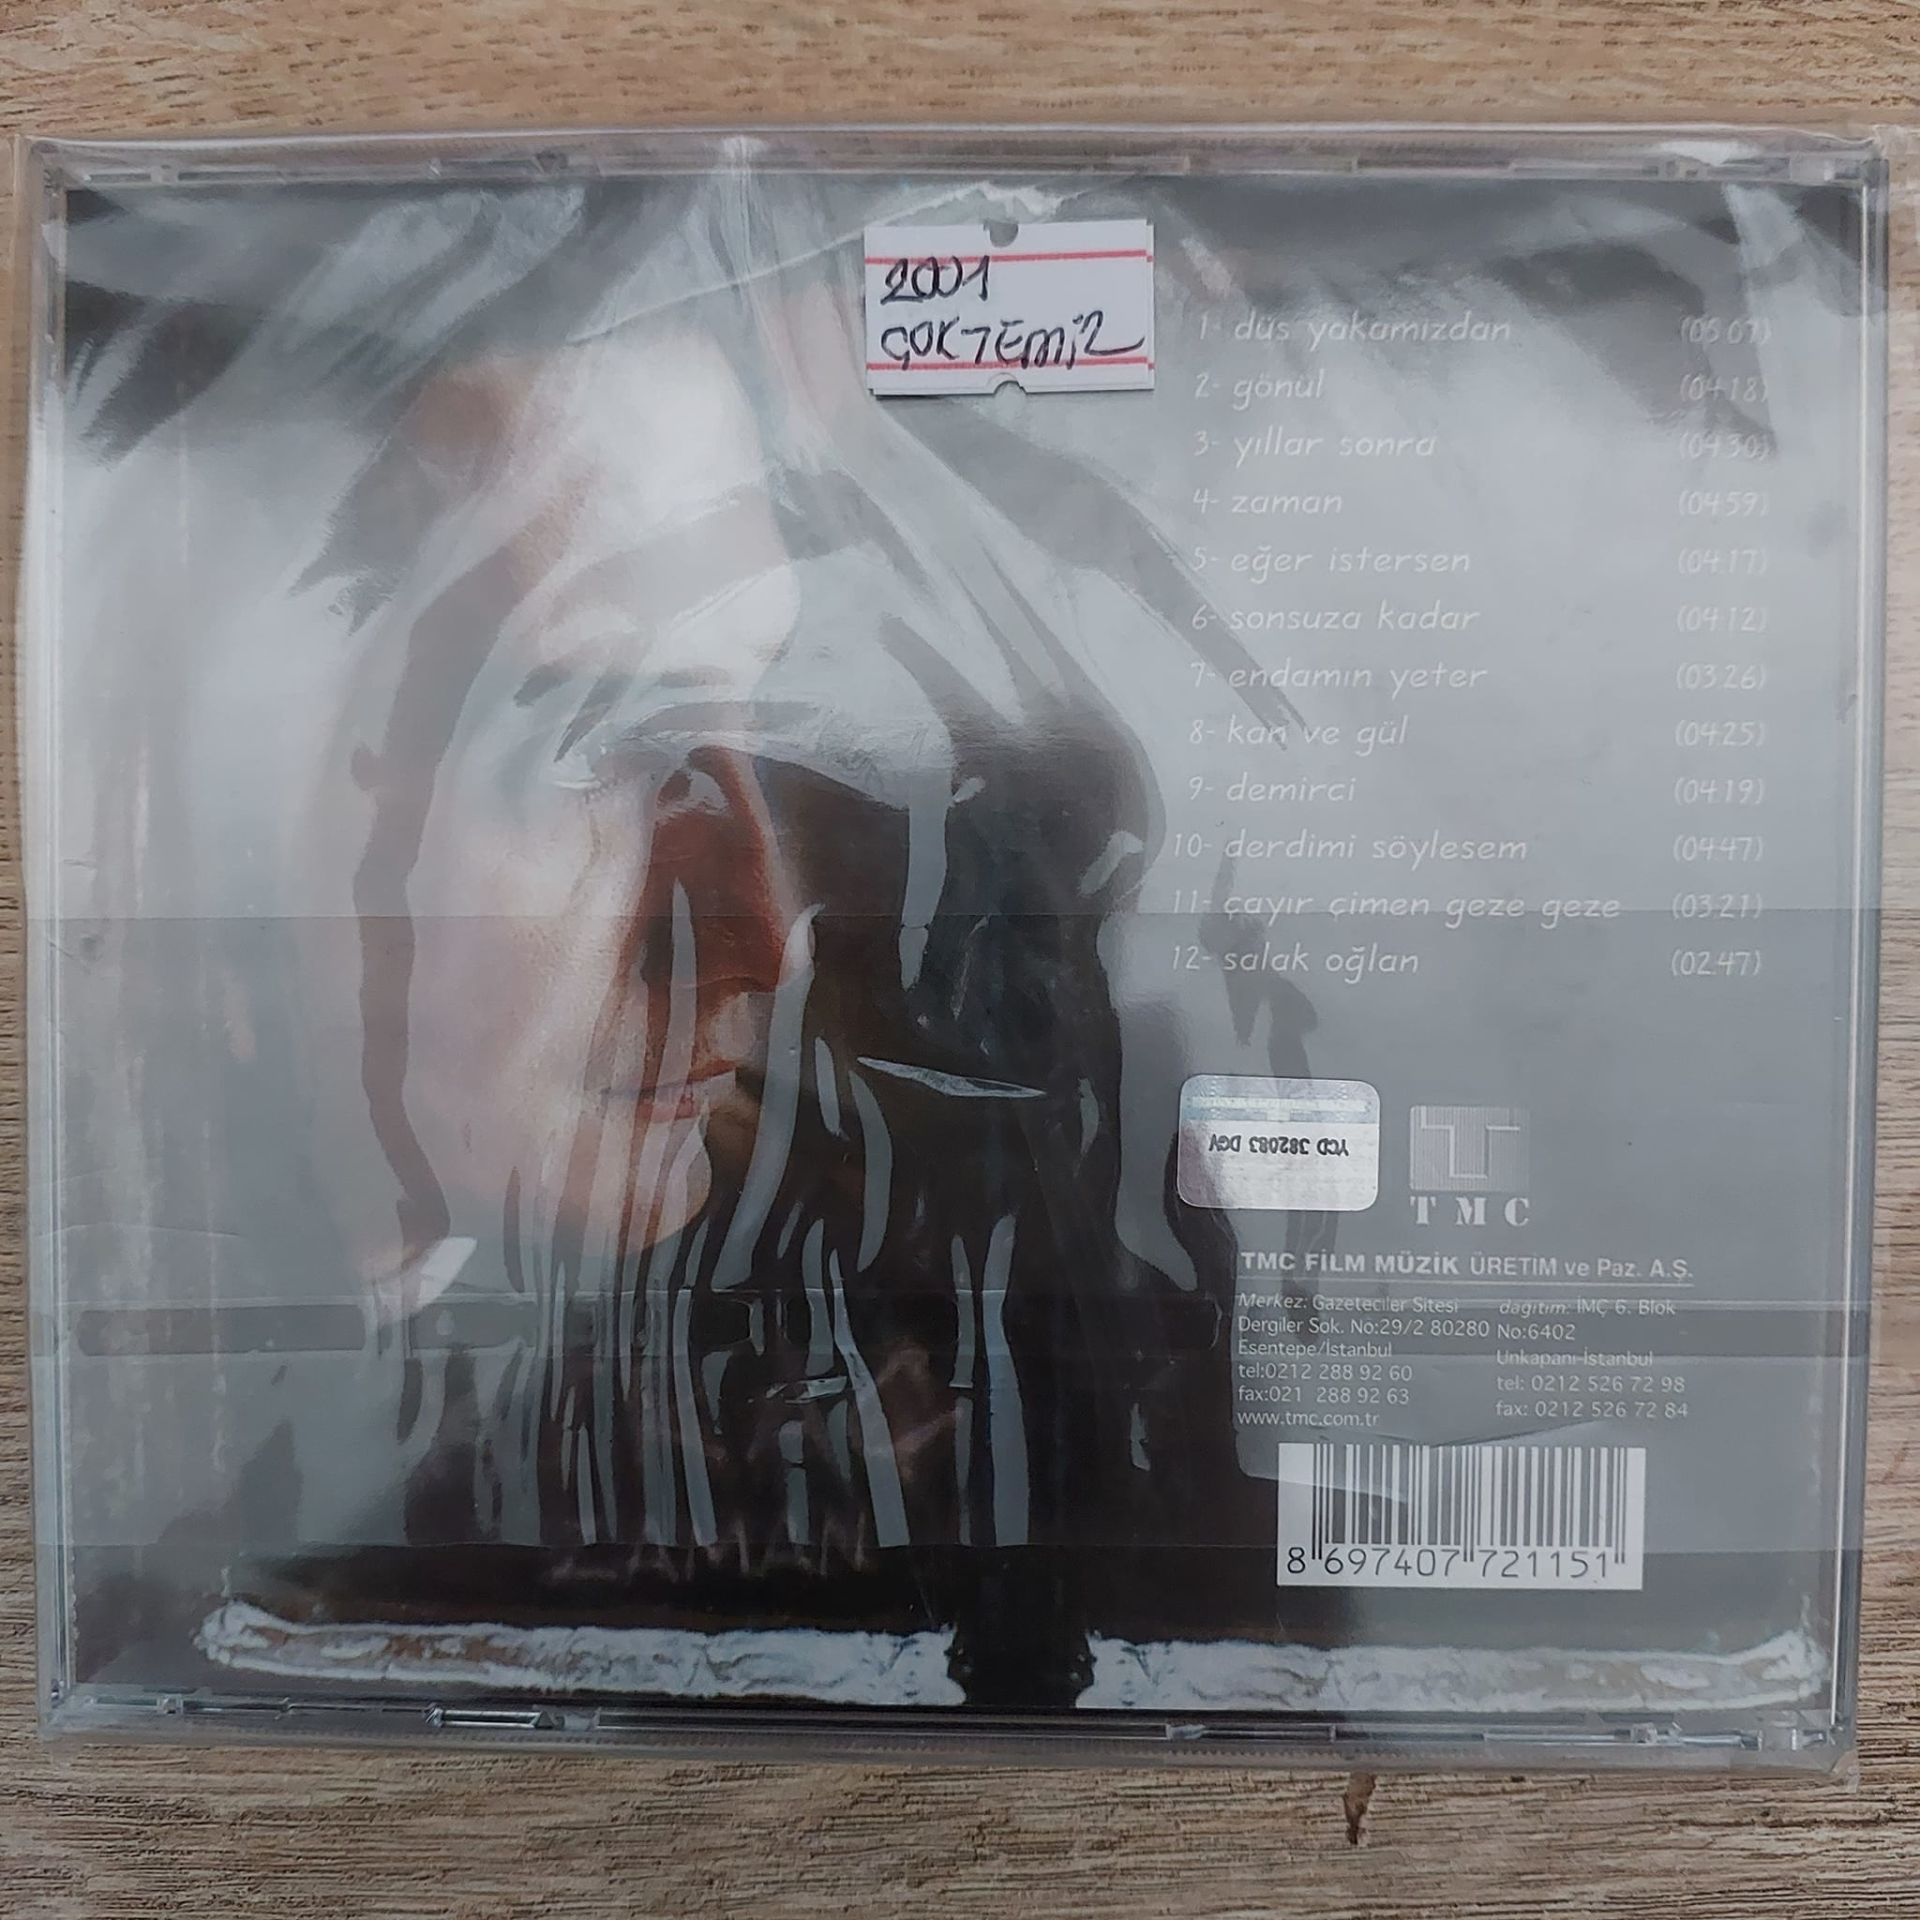 2001
ÇOK TEMİZ
1- düş yakamızdan (05:07)
2- gönül (04:18)
3- yıllar sonra (04:30)
4- zaman (04:59)
5- eğer istersen (04:17)
6- sonsuza kadar (04:12)
7- endamın yeter (03:26)
8- kan ve gül (04:25)
9- demirci (04:19)
10- derdimi söylesem (04:47)
11- çayır çimen geze geze (03:21)
12- salak oğlan (02:47)
YCD 382083 DGV
TMC
TMC FİLM MÜZİK ÜRETİM ve Paz. A.Ş.
Merkez: Gazeteciler Sitesi
Dergiler Sok. No:29/2 80280
Esentepe/İstanbul
tel:0212 288 92 60
fax:021 288 92 63
www.tmc.com.tr
dağıtım: İMÇ 6. Blok
No:6402
Unkapanı-İstanbul
tel: 0212 526 72 98
fax: 0212 526 72 84
8 697407 721151
ZAMAN